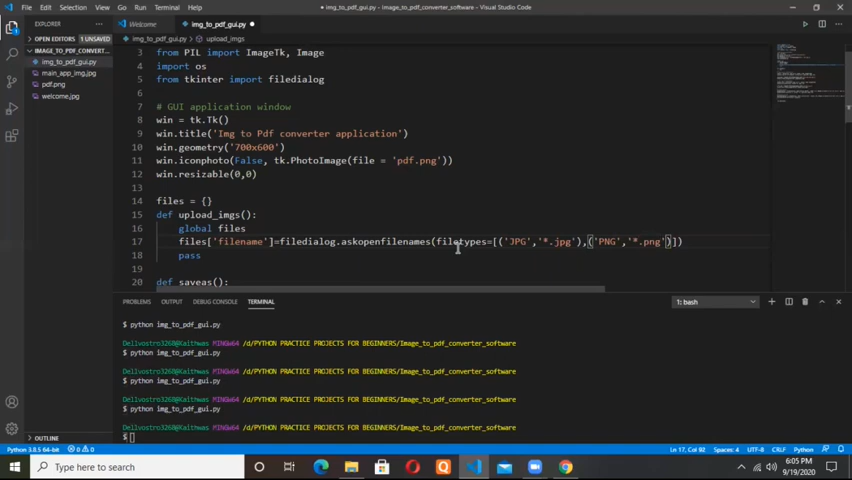 File Edit Selection View Go Run Terminal Help
img_to_pdf_gui.py - Image_to_pdf_converter_software - Visual Studio Code
EXPLORER
Welcome
img_to_pdf_gui.py
OPEN EDITORS 1 UNSAVED
img_to_pdf_gui.py > upload_imgs
IMAGE_TO_PDF_CONVERT...
img_to_pdf_gui.py
main_app_img.jpg
pdf.png
welcome.jpg
3 from PIL import ImageTk, Image
4 import os
5 from tkinter import filedialog
6
7 # GUI application window
8 win = tk.Tk()
9 win.title('Img to Pdf converter application')
10 win.geometry('700x600')
11 win.iconphoto(False, tk.PhotoImage(file = 'pdf.png'))
12 win.resizable(0,0)
13
14 files = {}
15 def upload_imgs():
16 global files
17 files['filename']=filedialog.askopenfilenames(filetypes=[('JPG','*.jpg'),('PNG','*.png')])
18 pass
19
20 def saveas():
PROBLEMS OUTPUT DEBUG CONSOLE TERMINAL
1: bash
$ python img_to_pdf_gui.py
Dellvostro3268@Kaithwas MINGW64 /d/PYTHON PRACTICE PROJECTS FOR BEGINNERS/Image_to_pdf_converter_software
$ python img_to_pdf_gui.py
Dellvostro3268@Kaithwas MINGW64 /d/PYTHON PRACTICE PROJECTS FOR BEGINNERS/Image_to_pdf_converter_software
$ python img_to_pdf_gui.py
Dellvostro3268@Kaithwas MINGW64 /d/PYTHON PRACTICE PROJECTS FOR BEGINNERS/Image_to_pdf_converter_software
$ python img_to_pdf_gui.py
Dellvostro3268@Kaithwas MINGW64 /d/PYTHON PRACTICE PROJECTS FOR BEGINNERS/Image_to_pdf_converter_software
$
OUTLINE
Python 3.8.5 64-bit 0 0
Ln 17, Col 92 Spaces: 4 UTF-8 CRLF Python
Type here to search
6:05 PM
9/19/2020